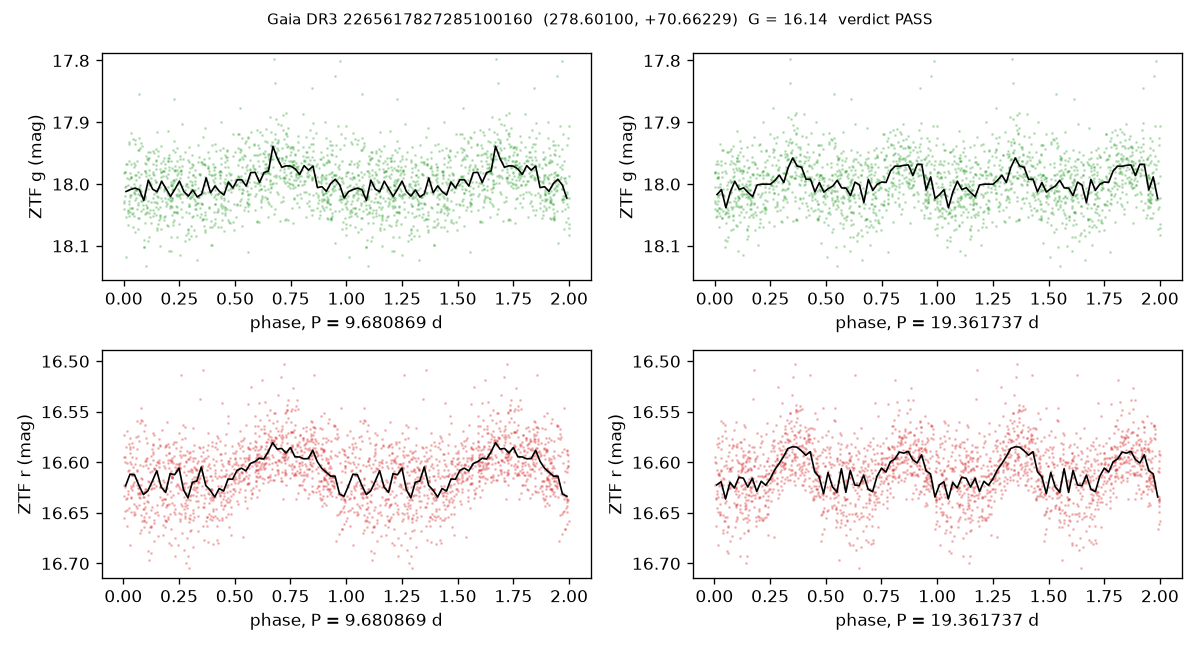 Gaia DR3 2265617827285100160  (278.60100, +70.66229)  G = 16.14  verdict PASS
ZTF g (mag)
17.8
17.9
18.0
18.1
0.00 0.25 0.50 0.75 1.00 1.25 1.50 1.75 2.00
phase, P = 9.680869 d
ZTF g (mag)
17.8
17.9
18.0
18.1
0.00 0.25 0.50 0.75 1.00 1.25 1.50 1.75 2.00
phase, P = 19.361737 d
ZTF r (mag)
16.50
16.55
16.60
16.65
16.70
0.00 0.25 0.50 0.75 1.00 1.25 1.50 1.75 2.00
phase, P = 9.680869 d
ZTF r (mag)
16.50
16.55
16.60
16.65
16.70
0.00 0.25 0.50 0.75 1.00 1.25 1.50 1.75 2.00
phase, P = 19.361737 d